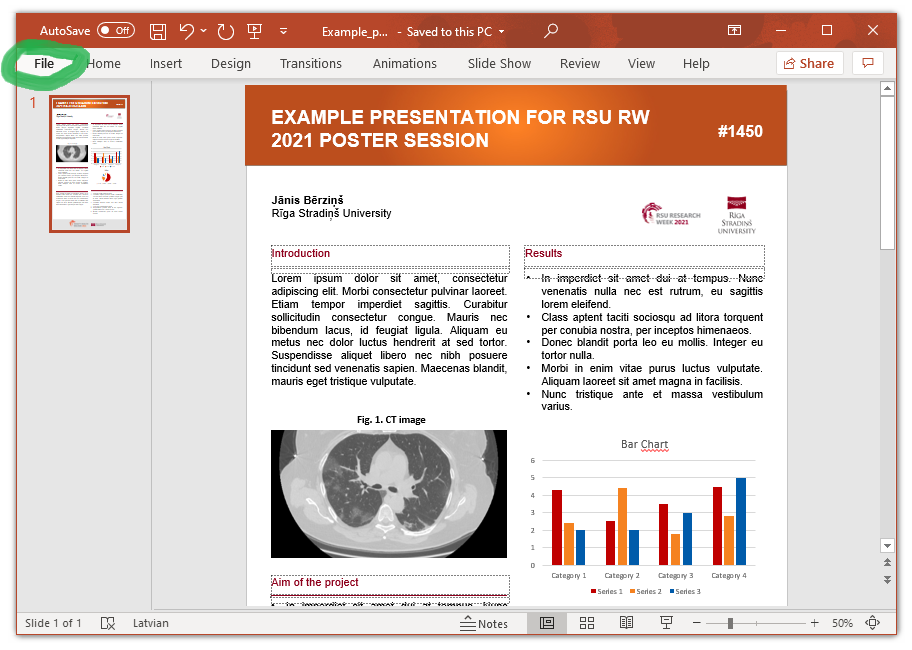 AutoSave Off Example_p... - Saved to this PC
File Home Insert Design Transitions Animations Slide Show Review View Help Share
1
EXAMPLE PRESENTATION FOR RSU RW
2021 POSTER SESSION
#1450
Jānis Bērziņš
Rīga Stradiņš University
RSU RESEARCH
WEEK 2021
RĪGA
STRADIŅŠ
UNIVERSITY
Introduction
Lorem ipsum dolor sit amet, consectetur
adipiscing elit. Morbi consectetur pulvinar laoreet.
Etiam tempor imperdiet sagittis. Curabitur
sollicitudin consectetur congue. Mauris nec
bibendum lacus, id feugiat ligula. Aliquam eu
metus nec dolor luctus hendrerit at sed tortor.
Suspendisse aliquet libero nec nibh posuere
tincidunt sed venenatis sapien. Maecenas blandit,
mauris eget tristique vulputate.
Fig. 1. CT image
Aim of the project
Results
• In imperdiet sit amet dui at tempus. Nunc
venenatis nulla nec est rutrum, eu sagittis
lorem eleifend.
• Class aptent taciti sociosqu ad litora torquent
per conubia nostra, per inceptos himenaeos.
• Donec blandit porta leo eu mollis. Integer eu
tortor nulla.
• Morbi in enim vitae purus luctus vulputate.
Aliquam laoreet sit amet magna in facilisis.
• Nunc tristique ante et massa vestibulum
varius.
Bar Chart
6
5
4
3
2
1
0
Category 1 Category 2 Category 3 Category 4
Series 1 Series 2 Series 3
Slide 1 of 1 Latvian Notes 50%